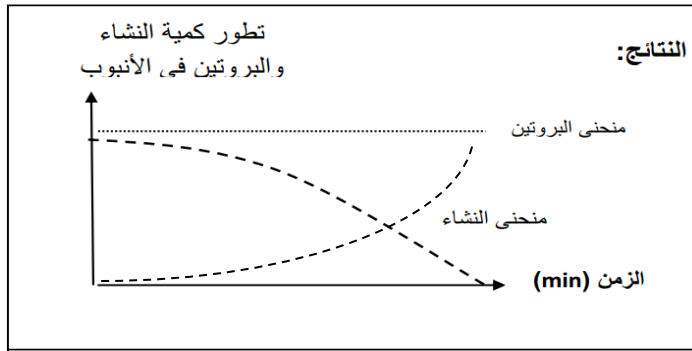 تطور كمية النشاء
والبروتين في الأنبوب
النتائج:
منحنى البروتين
منحنى النشاء
الزمن (min)